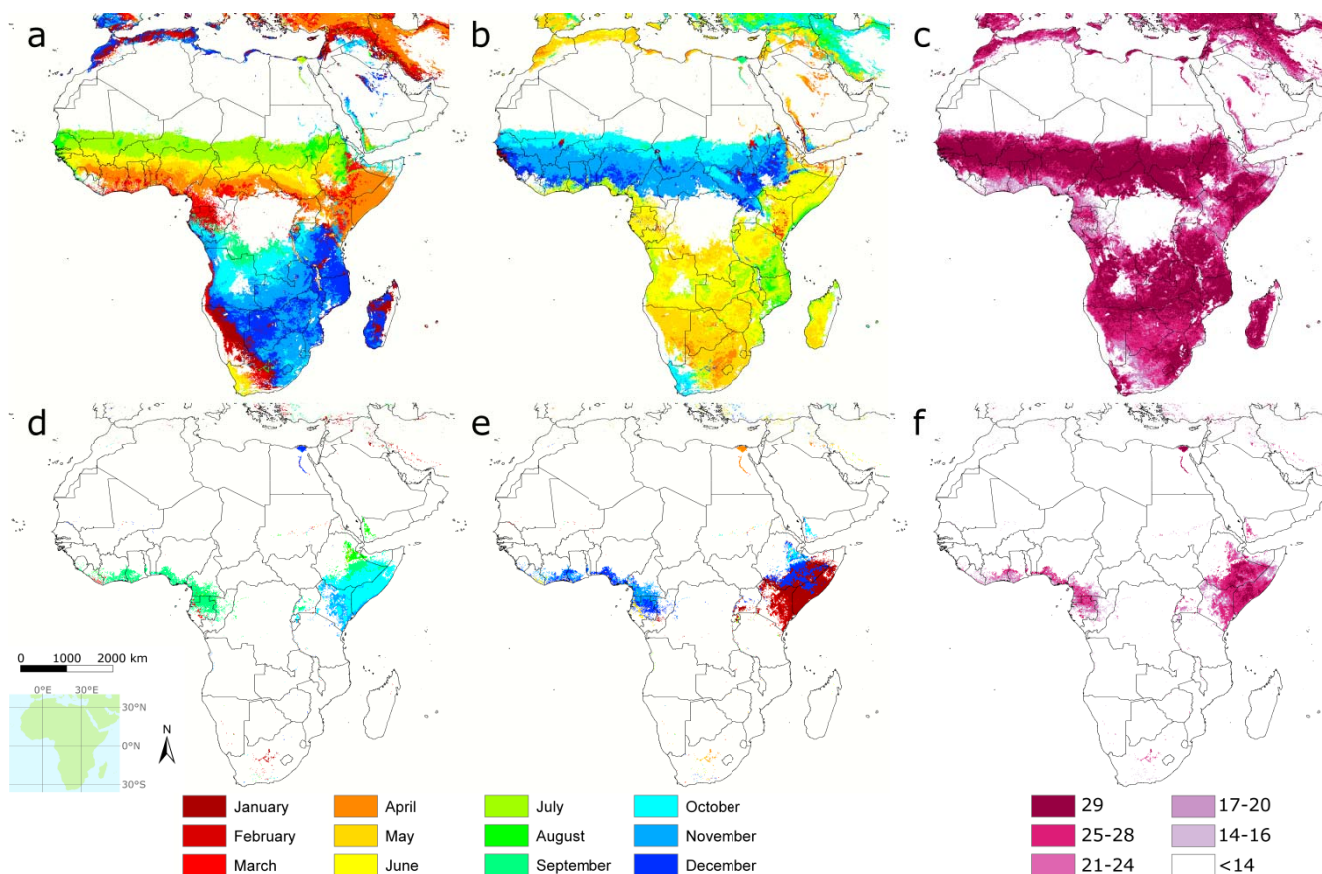 a b c
d e f
0 1000 2000 km
0°E 30°E
30°N
0°N
30°S
N
January April July October
February May August November
March June September December
29 17-20
25-28 14-16
21-24 <14